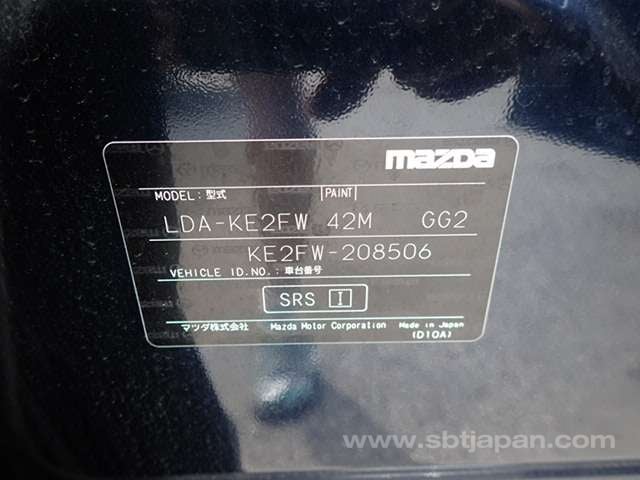 mazda
MODEL: 型式 PAINT
LDA-KE2FW 42M GG2
KE2FW-208506
VEHICLE ID.NO.: 車台番号
SRS I
マツダ株式会社 Mazda Motor Corporation Made in Japan
(D10A)
www.sbtjapan.com